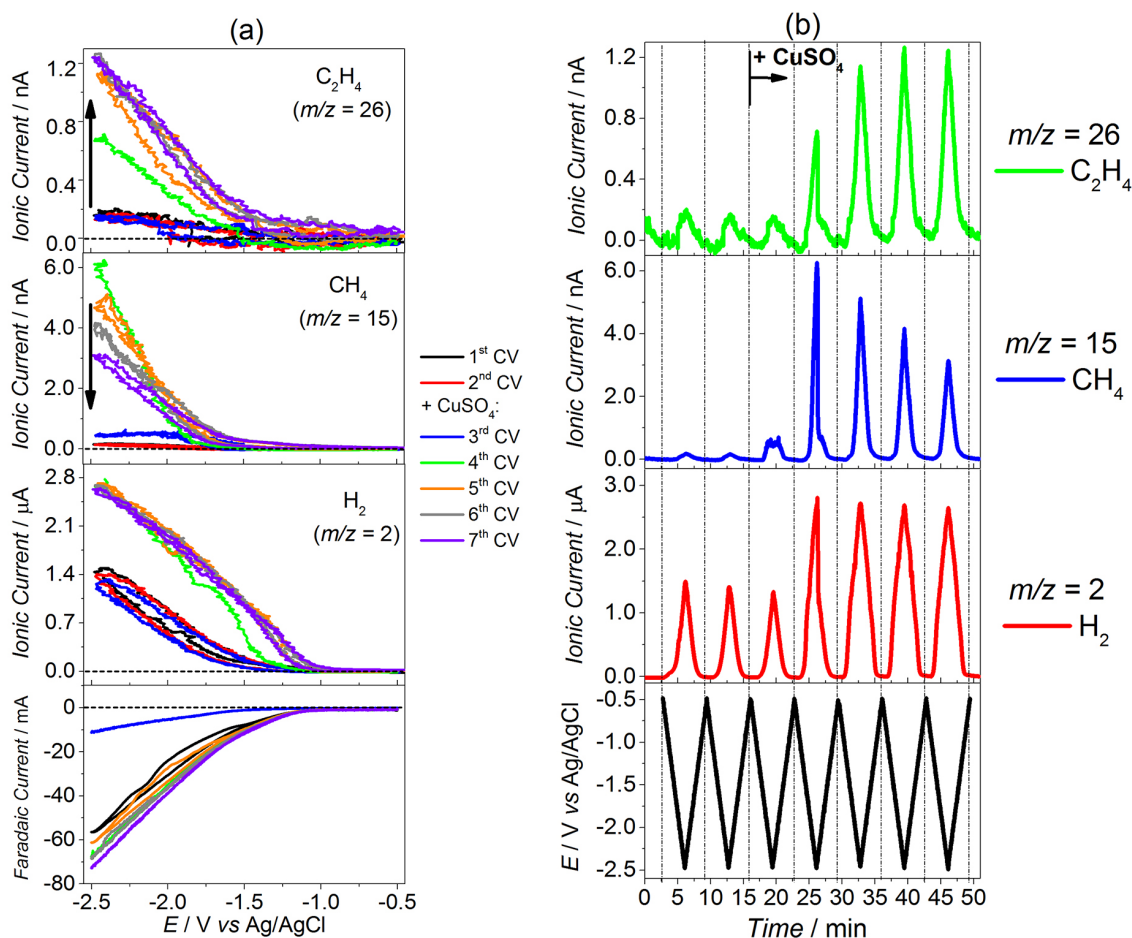 (a)
C₂H₄
(m/z = 26)
Ionic Current / nA
1.2
0.8
0.4
0.0
CH₄
(m/z = 15)
Ionic Current / nA
6.0
4.0
2.0
0.0
H₂
(m/z = 2)
Ionic Current / µA
2.8
2.1
1.4
0.7
0.0
Faradaic Current / mA
0
-20
-40
-60
-80
-2.5 -2.0 -1.5 -1.0 -0.5
E / V vs Ag/AgCl
1ˢᵗ CV
2ⁿᵈ CV
+ CuSO₄:
3ʳᵈ CV
4ᵗʰ CV
5ᵗʰ CV
6ᵗʰ CV
7ᵗʰ CV
(b)
+ CuSO₄
Ionic Current / nA
1.2
0.8
0.4
0.0
m/z = 26
C₂H₄
Ionic Current / nA
6.0
4.0
2.0
0.0
m/z = 15
CH₄
Ionic Current / µA
3.0
2.0
1.0
0.0
m/z = 2
H₂
E / V vs Ag/AgCl
-0.5
-1.0
-1.5
-2.0
-2.5
0 5 10 15 20 25 30 35 40 45 50
Time / min